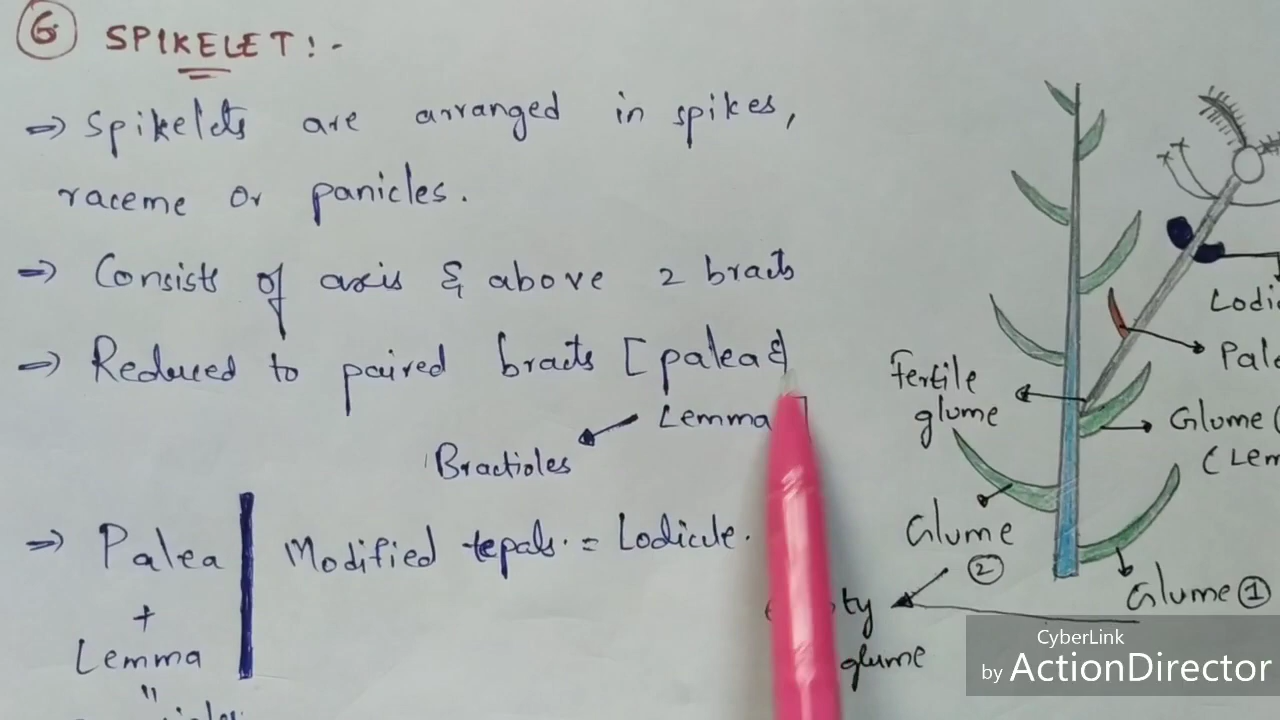 6 SPIKELET:-
=> Spikelets are arranged in spikes,
raceme or panicles.
=> Consists of axis & above 2 bracts
=> Reduced to paired bracts [palea &
Lemma]
Bractioles
=> Palea
+
Lemma
"
Modified tepals. = Lodicule.
Fertile
glume
Glume
(Lem
Glume
2
Glume 1
glume
CyberLink
by ActionDirector